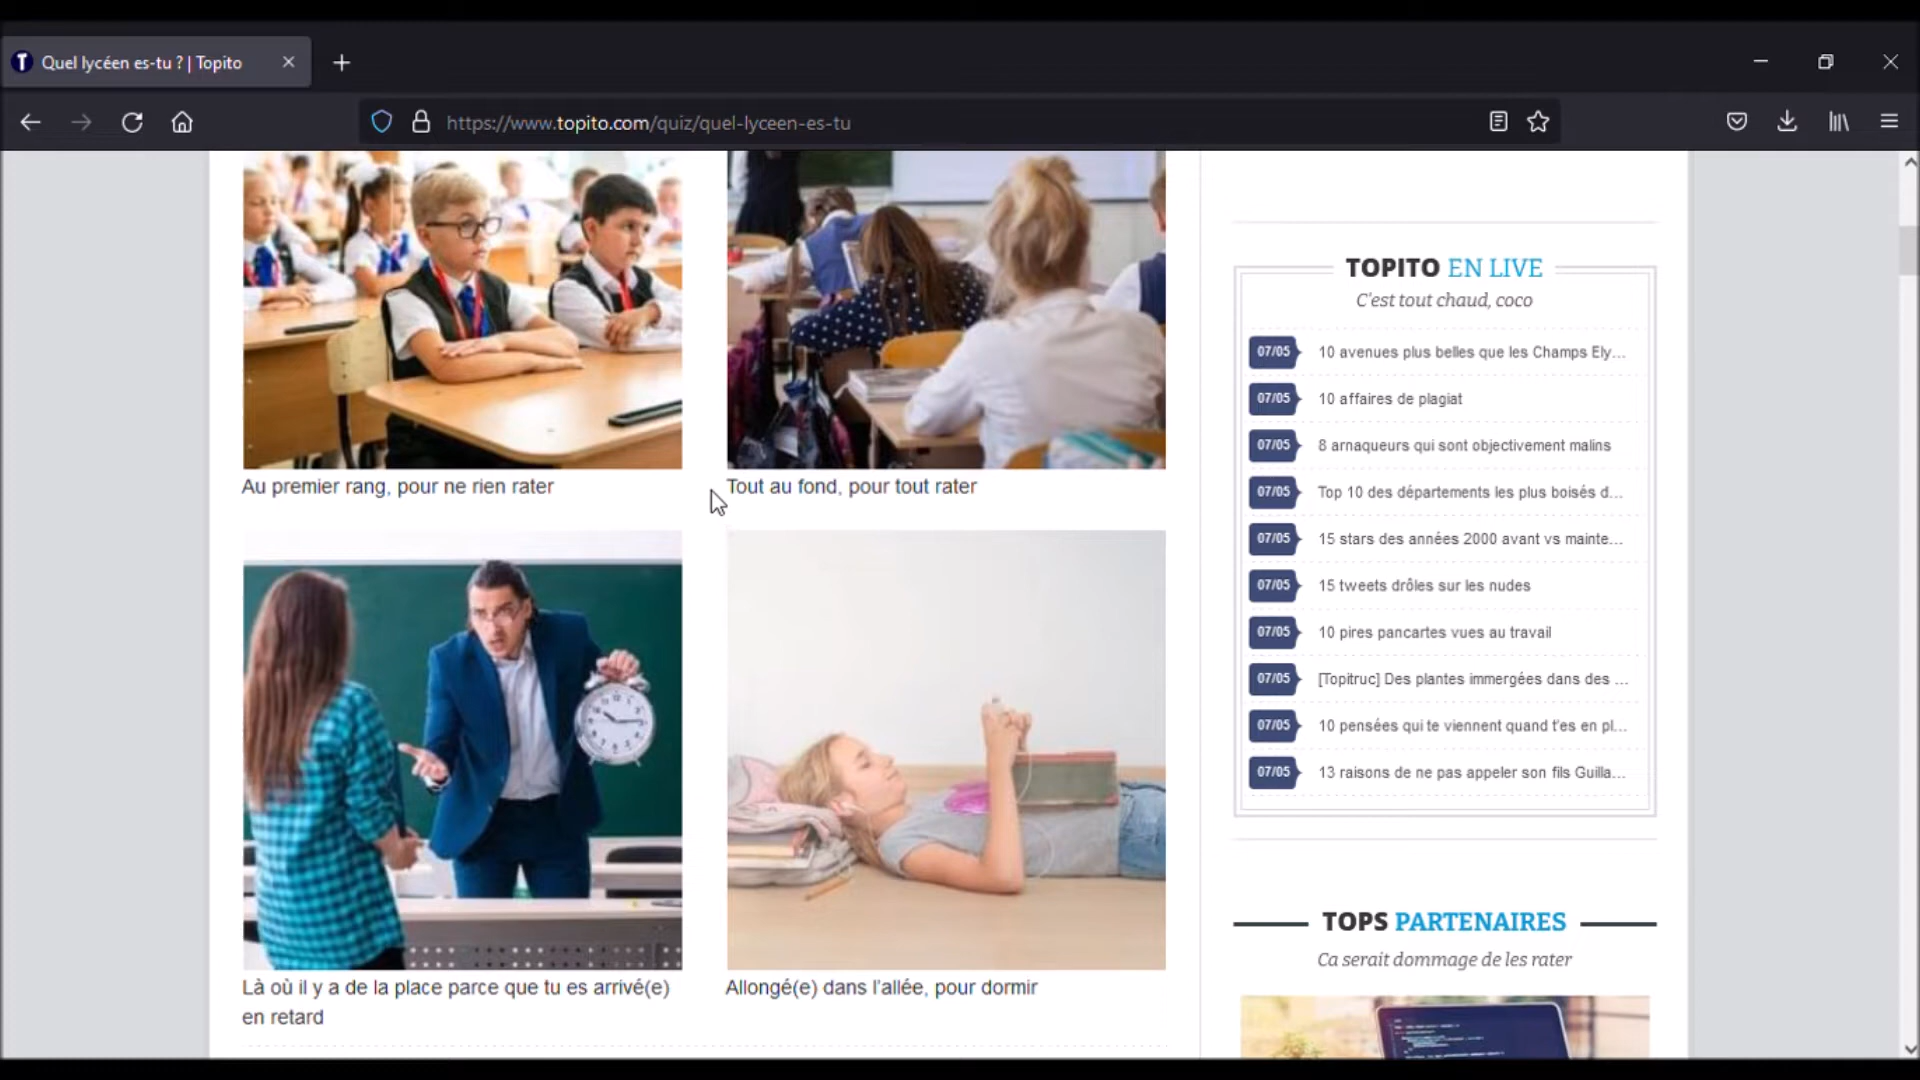 Quel lycéen es-tu ? | Topito
https://www.topito.com/quiz/quel-lyceen-es-tu
Au premier rang, pour ne rien rater
Tout au fond, pour tout rater
Là où il y a de la place parce que tu es arrivé(e)
en retard
Allongé(e) dans l'allée, pour dormir
TOPITO EN LIVE
C'est tout chaud, coco
07/05 10 avenues plus belles que les Champs Ely...
07/05 10 affaires de plagiat
07/05 8 arnaqueurs qui sont objectivement malins
07/05 Top 10 des départements les plus boisés d...
07/05 15 stars des années 2000 avant vs mainte...
07/05 15 tweets drôles sur les nudes
07/05 10 pires pancartes vues au travail
07/05 [Topitruc] Des plantes immergées dans des ...
07/05 10 pensées qui te viennent quand t'es en pl...
07/05 13 raisons de ne pas appeler son fils Guilla...
TOPS PARTENAIRES
Ca serait dommage de les rater